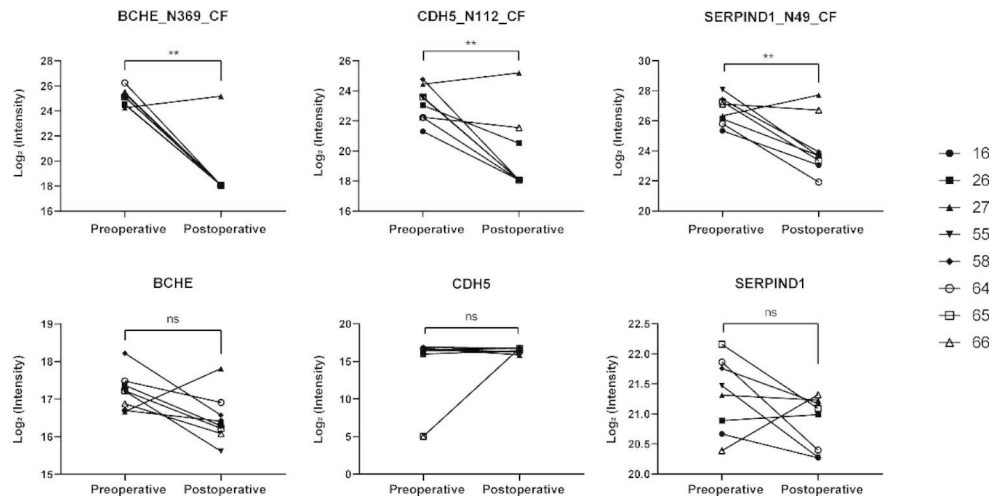 BCHE_N369_CF
CDH5_N112_CF
SERPIND1_N49_CF
Log₂ (Intensity)
28
26
24
22
20
18
16
**
Preoperative Postoperative
Log₂ (Intensity)
26
24
22
20
18
16
**
Preoperative Postoperative
Log₂ (Intensity)
30
28
26
24
22
20
**
Preoperative Postoperative
BCHE
CDH5
SERPIND1
Log₂ (Intensity)
19
18
17
16
15
ns
Preoperative Postoperative
Log₂ (Intensity)
20
15
10
5
0
ns
Preoperative Postoperative
Log₂ (Intensity)
22.5
22.0
21.5
21.0
20.5
20.0
ns
Preoperative Postoperative
16
26
27
55
58
64
65
66